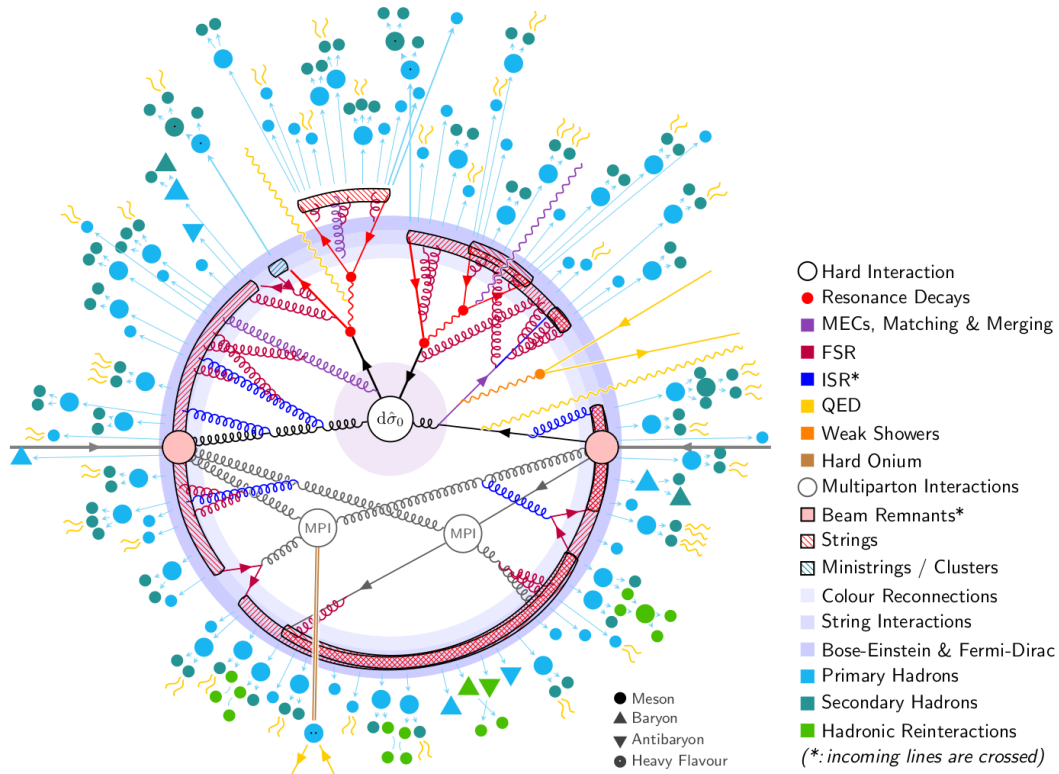 dσ̂₀
MPI
MPI
Hard Interaction
Resonance Decays
MECs, Matching & Merging
FSR
ISR*
QED
Weak Showers
Hard Onium
Multiparton Interactions
Beam Remnants*
Strings
Ministrings / Clusters
Colour Reconnections
String Interactions
Bose-Einstein & Fermi-Dirac
Primary Hadrons
Secondary Hadrons
Hadronic Reinteractions
(*: incoming lines are crossed)
Meson
Baryon
Antibaryon
Heavy Flavour